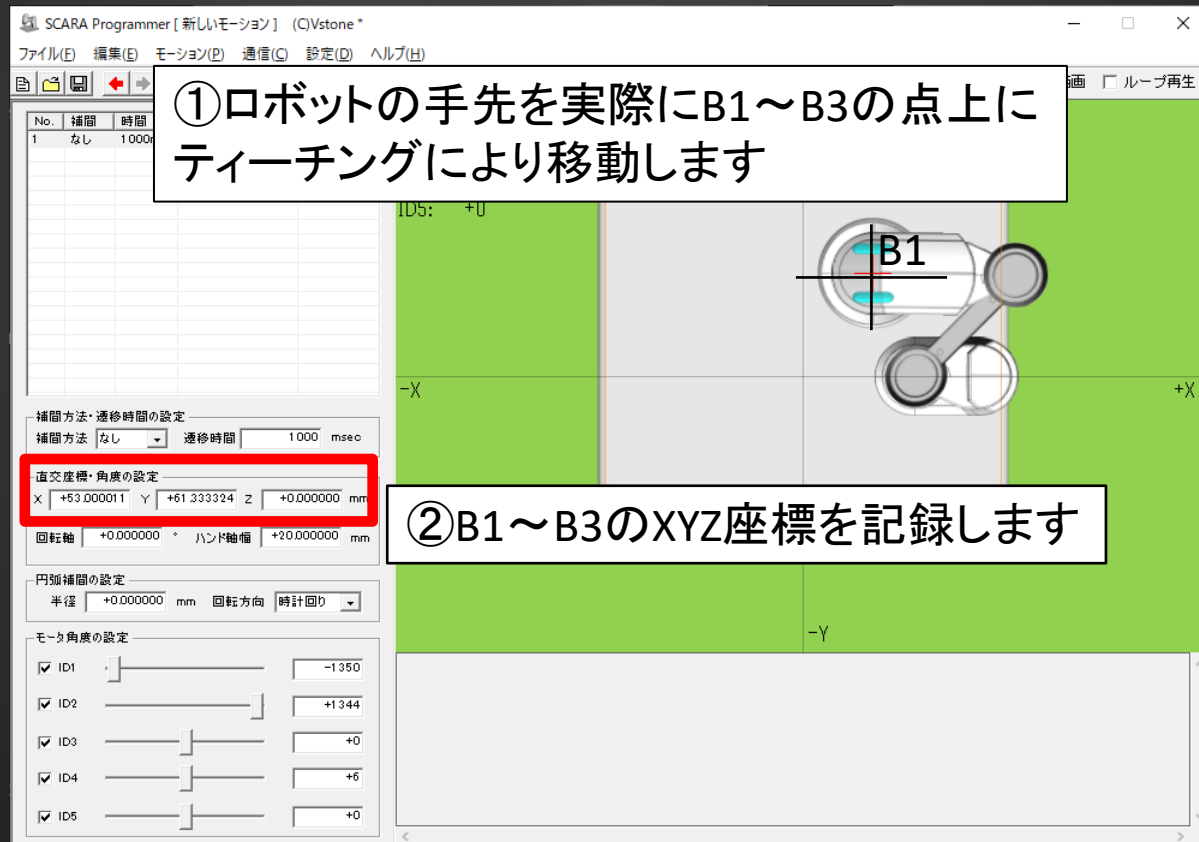 SCARA Programmer [ 新しいモーション ] (C)Vstone *
ファイル(F) 編集(E) モーション(P) 通信(C) 設定(D) ヘルプ(H)
画 ループ再生
①ロボットの手先を実際にB1～B3の点上に
ティーチングにより移動します
No. 補間 時間
1 なし 1000m
ID5: +0
B1
-X +X
補間方法・遷移時間の設定
補間方法 なし 遷移時間 1000 msec
直交座標・角度の設定
X +53.000011 Y +61.333324 Z +0.000000 mm
②B1～B3のXYZ座標を記録します
回転軸 +0.000000 ° ハンド軸幅 +20.000000 mm
円弧補間の設定
半径 +0.000000 mm 回転方向 時計回り
-Y
モータ角度の設定
ID1 -1350
ID2 +1344
ID3 +0
ID4 +6
ID5 +0